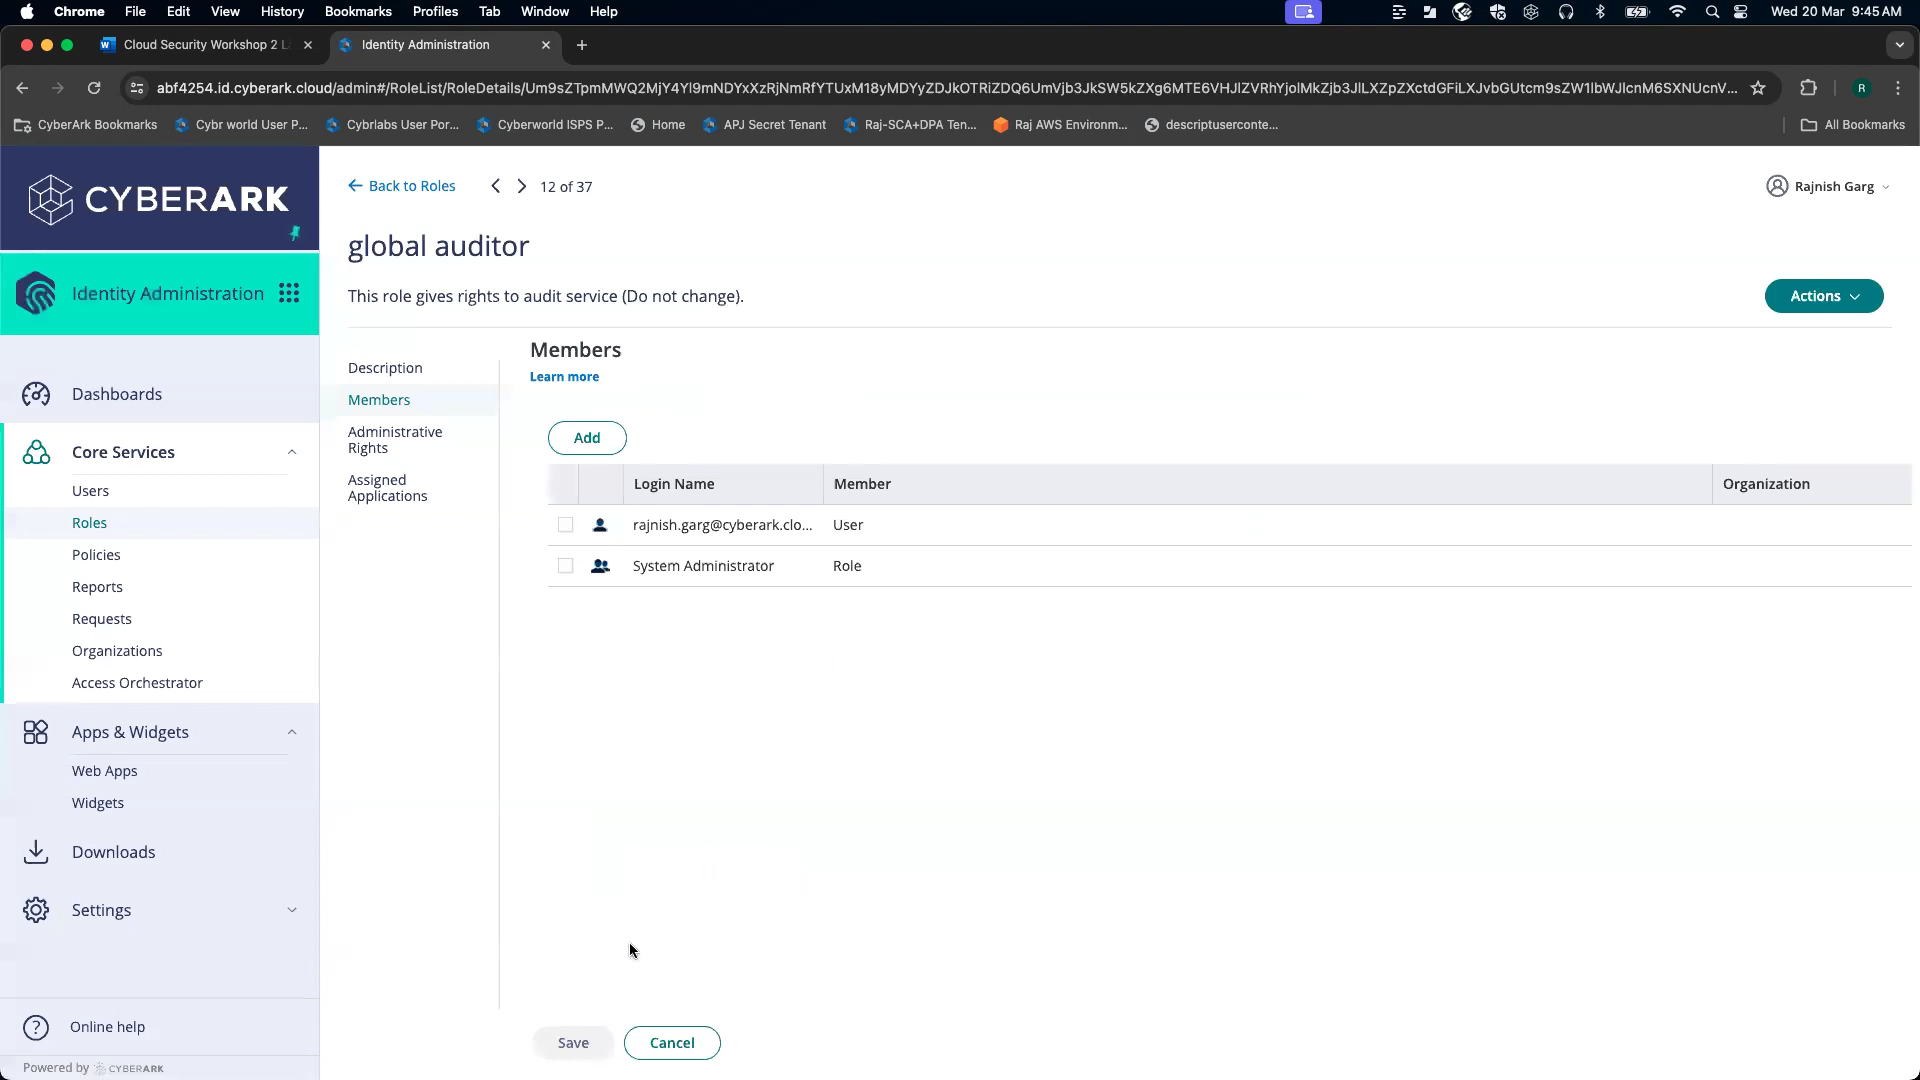 Chrome File Edit View History Bookmarks Profiles Tab Window Help Wed 20 Mar 9:45 AM
Cloud Security Workshop 2 L Identity Administration
abf4254.id.cyberark.cloud/admin#/RoleList/RoleDetails/
CyberArk Bookmarks Cybr world User P... Cybrlabs User Por... Cyberworld ISPS P... Home APJ Secret Tenant Raj-SCA+DPA Ten... Raj AWS Environm... descriptuserconte... All Bookmarks
CYBERARK
Back to Roles 12 of 37 Rajnish Garg
global auditor
Identity Administration
This role gives rights to audit service (Do not change).
Actions
Dashboards
Core Services
Users
Roles
Policies
Reports
Requests
Organizations
Access Orchestrator
Apps & Widgets
Web Apps
Widgets
Downloads
Settings
Online help
Powered by CYBERARK
Description
Members
Administrative
Rights
Assigned
Applications
Members
Learn more
Add
Login Name Member Organization
rajnish.garg@cyberark.clo... User
System Administrator Role
Save Cancel